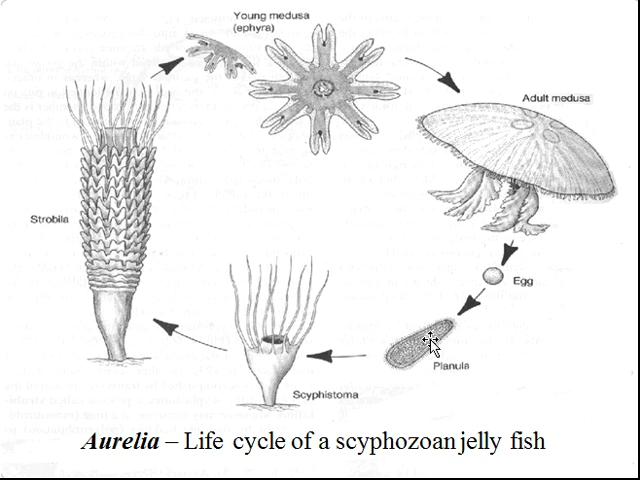 Young medusa
(ephyra)
Adult medusa
Strobila
Egg
Planula
Scyphistoma
Aurelia – Life cycle of a scyphozoan jelly fish